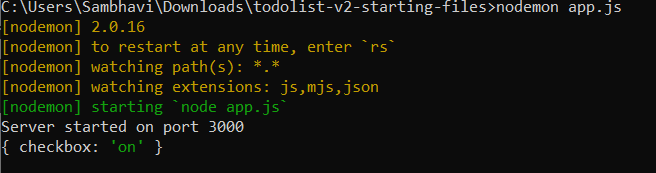 C:\Users\Sambhavi\Downloads\todolist-v2-starting-files>nodemon app.js
[nodemon] 2.0.16
[nodemon] to restart at any time, enter `rs`
[nodemon] watching path(s): *.*
[nodemon] watching extensions: js,mjs,json
[nodemon] starting `node app.js`
Server started on port 3000
{ checkbox: 'on' }